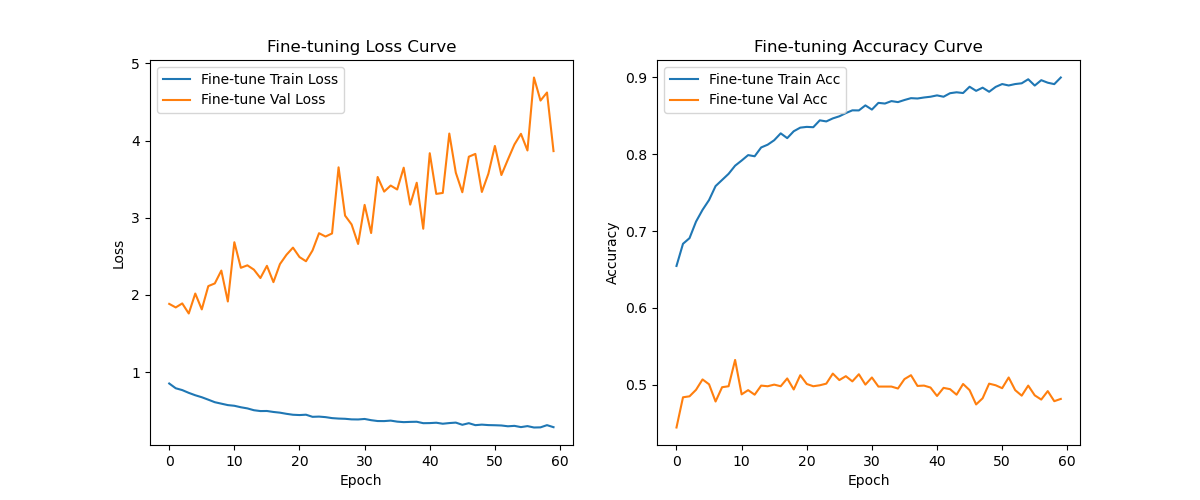 Fine-tuning Loss Curve
Fine-tune Train Loss
Fine-tune Val Loss
5
4
3
2
1
Loss
0 10 20 30 40 50 60
Epoch
Fine-tuning Accuracy Curve
Fine-tune Train Acc
Fine-tune Val Acc
0.9
0.8
0.7
0.6
0.5
Accuracy
0 10 20 30 40 50 60
Epoch